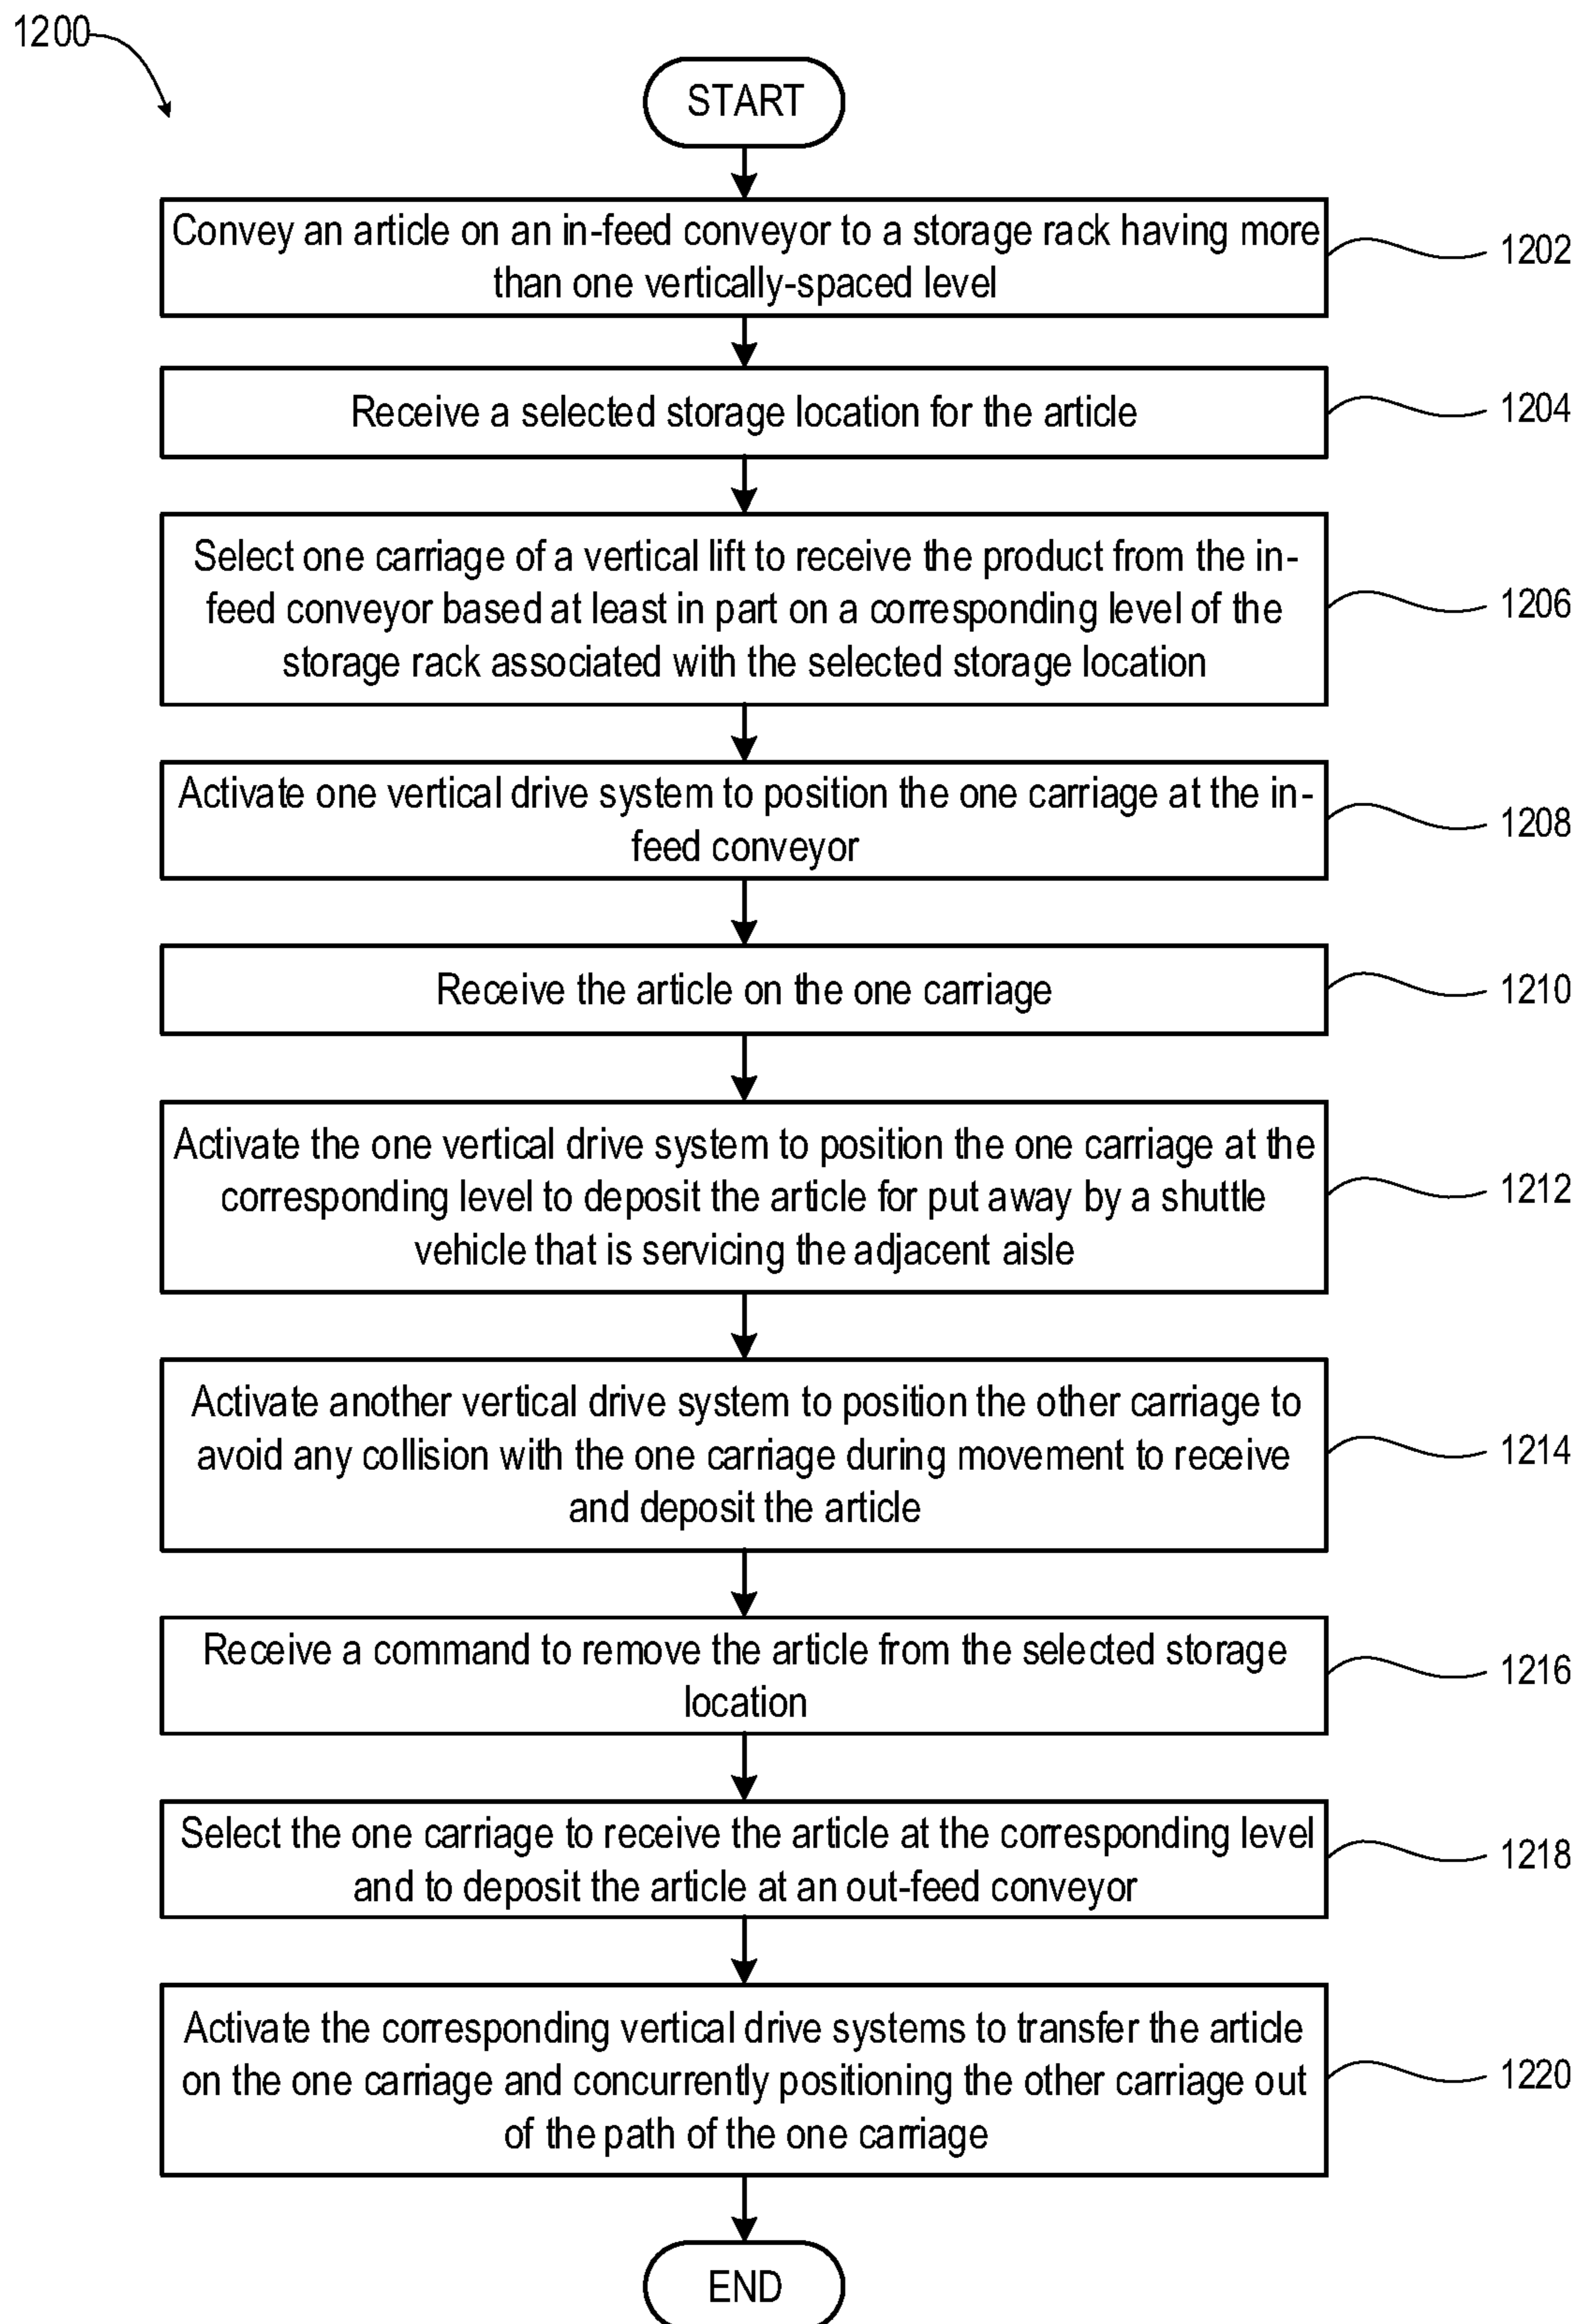 1200
START
Convey an article on an in-feed conveyor to a storage rack having more
than one vertically-spaced level
1202
Receive a selected storage location for the article
1204
Select one carriage of a vertical lift to receive the product from the in-
feed conveyor based at least in part on a corresponding level of the
storage rack associated with the selected storage location
1206
Activate one vertical drive system to position the one carriage at the in-
feed conveyor
1208
Receive the article on the one carriage
1210
Activate the one vertical drive system to position the one carriage at the
corresponding level to deposit the article for put away by a shuttle
vehicle that is servicing the adjacent aisle
1212
Activate another vertical drive system to position the other carriage to
avoid any collision with the one carriage during movement to receive
and deposit the article
1214
Receive a command to remove the article from the selected storage
location
1216
Select the one carriage to receive the article at the corresponding level
and to deposit the article at an out-feed conveyor
1218
Activate the corresponding vertical drive systems to transfer the article
on the one carriage and concurrently positioning the other carriage out
of the path of the one carriage
1220
END